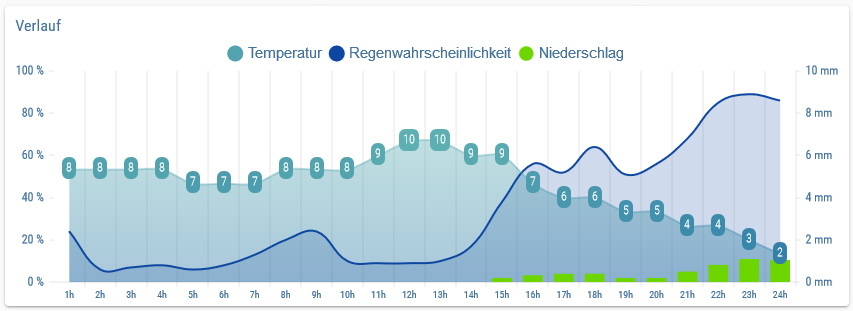 Verlauf
Temperatur Regenwahrscheinlichkeit Niederschlag
100 % 10 mm
80 % 8 mm
60 % 6 mm
40 % 4 mm
20 % 2 mm
0 % 0 mm
8 8 8 8 7 7 7 8 8 8 9 10 10 9 9 7 6 6 5 5 4 4 3 2
1h 2h 3h 4h 5h 6h 7h 8h 9h 10h 11h 12h 13h 14h 15h 16h 17h 18h 19h 20h 21h 22h 23h 24h